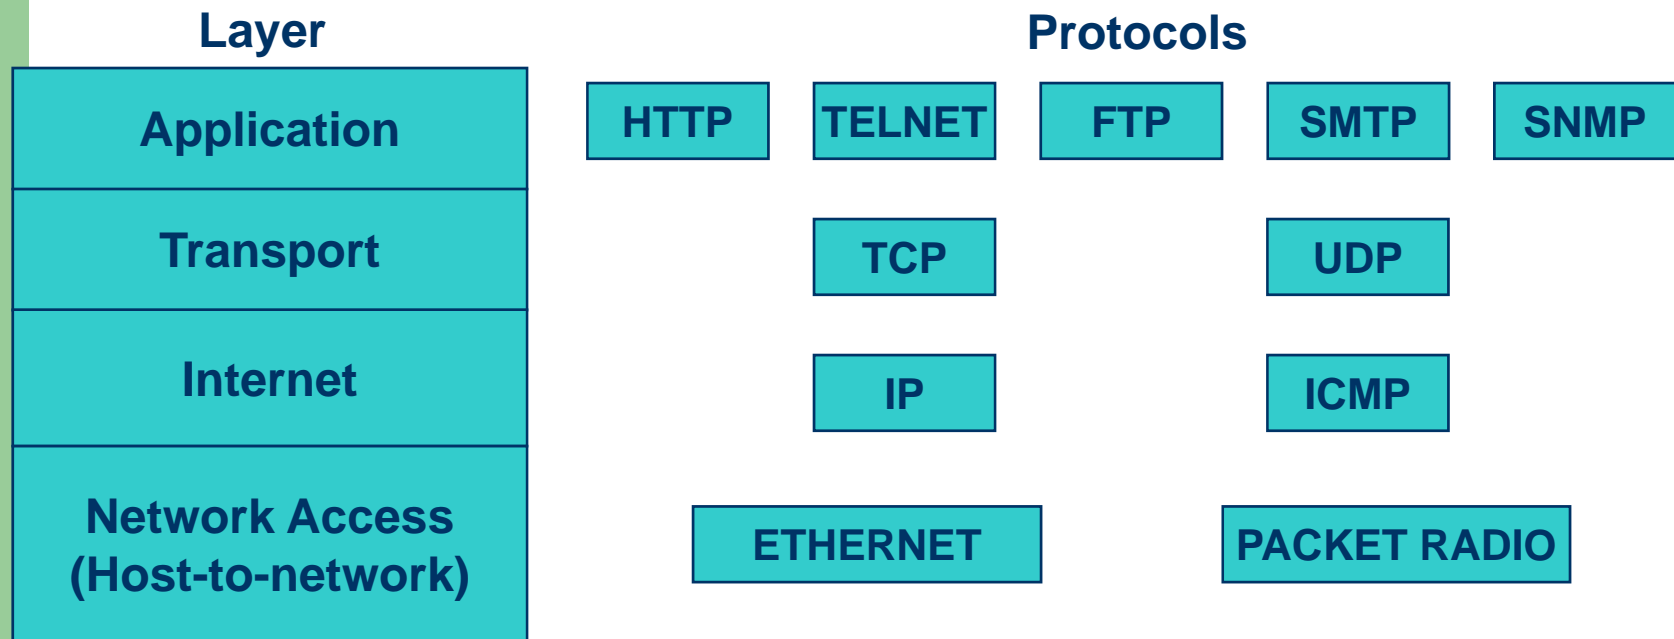 Layer
Protocols
Application
HTTP
TELNET
FTP
SMTP
SNMP
Transport
TCP
UDP
Internet
IP
ICMP
Network Access
(Host-to-network)
ETHERNET
PACKET RADIO